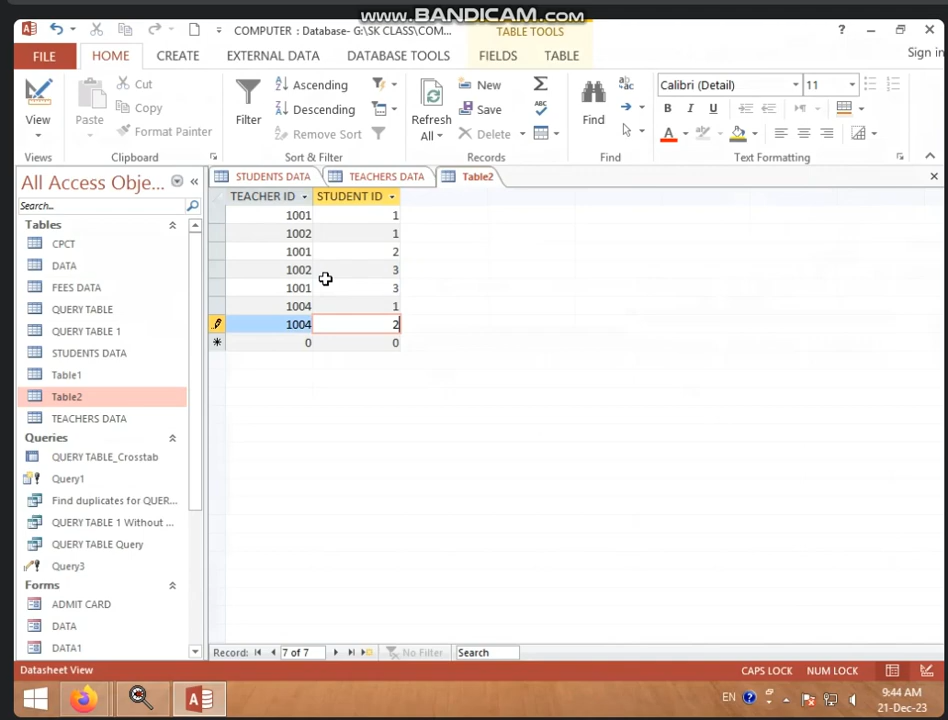 www.BANDICAM.com
COMPUTER : Database- G:\SK CLASS\COM...
TABLE TOOLS
?
Sign in
FILE HOME CREATE EXTERNAL DATA DATABASE TOOLS FIELDS TABLE
View
Views
Paste
Cut
Copy
Format Painter
Clipboard
Filter
Ascending
Descending
Remove Sort
Sort & Filter
Refresh
All
New
Save
Delete
Records
Find
Find
Calibri (Detail) 11
B I U
A
Text Formatting
All Access Obje...
Search...
STUDENTS DATA TEACHERS DATA Table2
Tables
CPCT
DATA
FEES DATA
QUERY TABLE
QUERY TABLE 1
STUDENTS DATA
Table1
Table2
TEACHERS DATA
Queries
QUERY TABLE_Crosstab
Query1
Find duplicates for QUER...
QUERY TABLE 1 Without ...
QUERY TABLE Query
Query3
Forms
ADMIT CARD
DATA
DATA1
TEACHER ID STUDENT ID
1001 1
1002 1
1001 2
1002 3
1001 3
1004 1
1004 2
0 0
Record: 7 of 7 No Filter Search
Datasheet View CAPS LOCK NUM LOCK
EN 9:44 AM
21-Dec-23